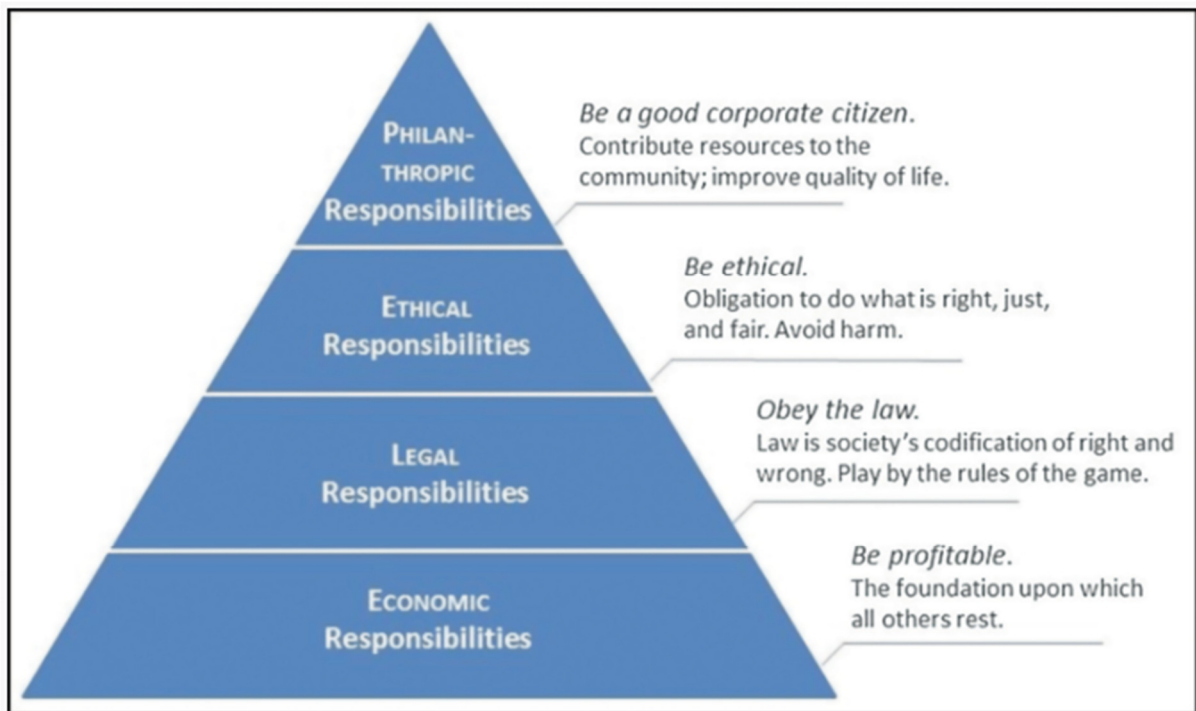 PHILAN-
THROPIC
Responsibilities
Be a good corporate citizen.
Contribute resources to the
community; improve quality of life.
ETHICAL
Responsibilities
Be ethical.
Obligation to do what is right, just,
and fair. Avoid harm.
LEGAL
Responsibilities
Obey the law.
Law is society's codification of right and
wrong. Play by the rules of the game.
ECONOMIC
Responsibilities
Be profitable.
The foundation upon which
all others rest.